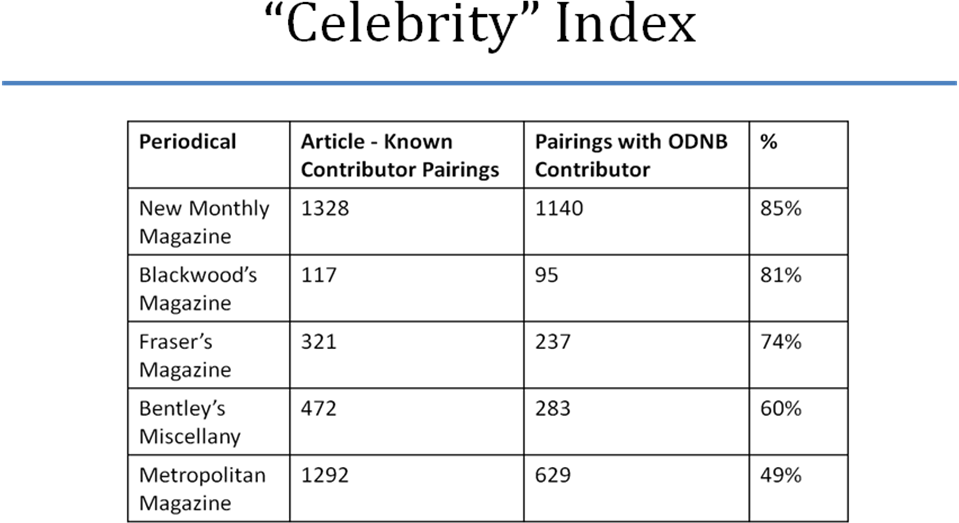 “Celebrity” Index
Periodical
Article - Known
Contributor Pairings
Pairings with ODNB
Contributor
%
New Monthly
Magazine
1328
1140
85%
Blackwood’s
Magazine
117
95
81%
Fraser’s
Magazine
321
237
74%
Bentley’s
Miscellany
472
283
60%
Metropolitan
Magazine
1292
629
49%